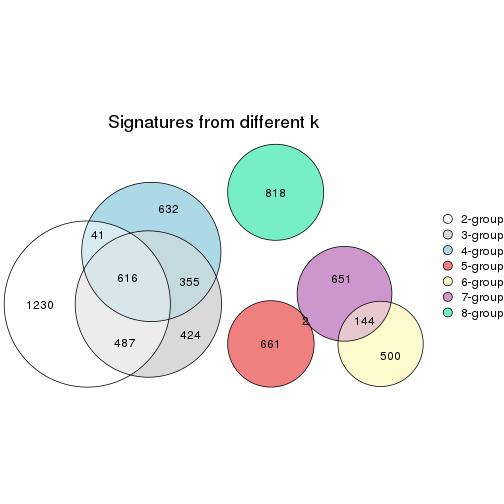 Signatures from different k
818
632
41
616
355
1230
487
424
651
2
144
661
500
2-group
3-group
4-group
5-group
6-group
7-group
8-group